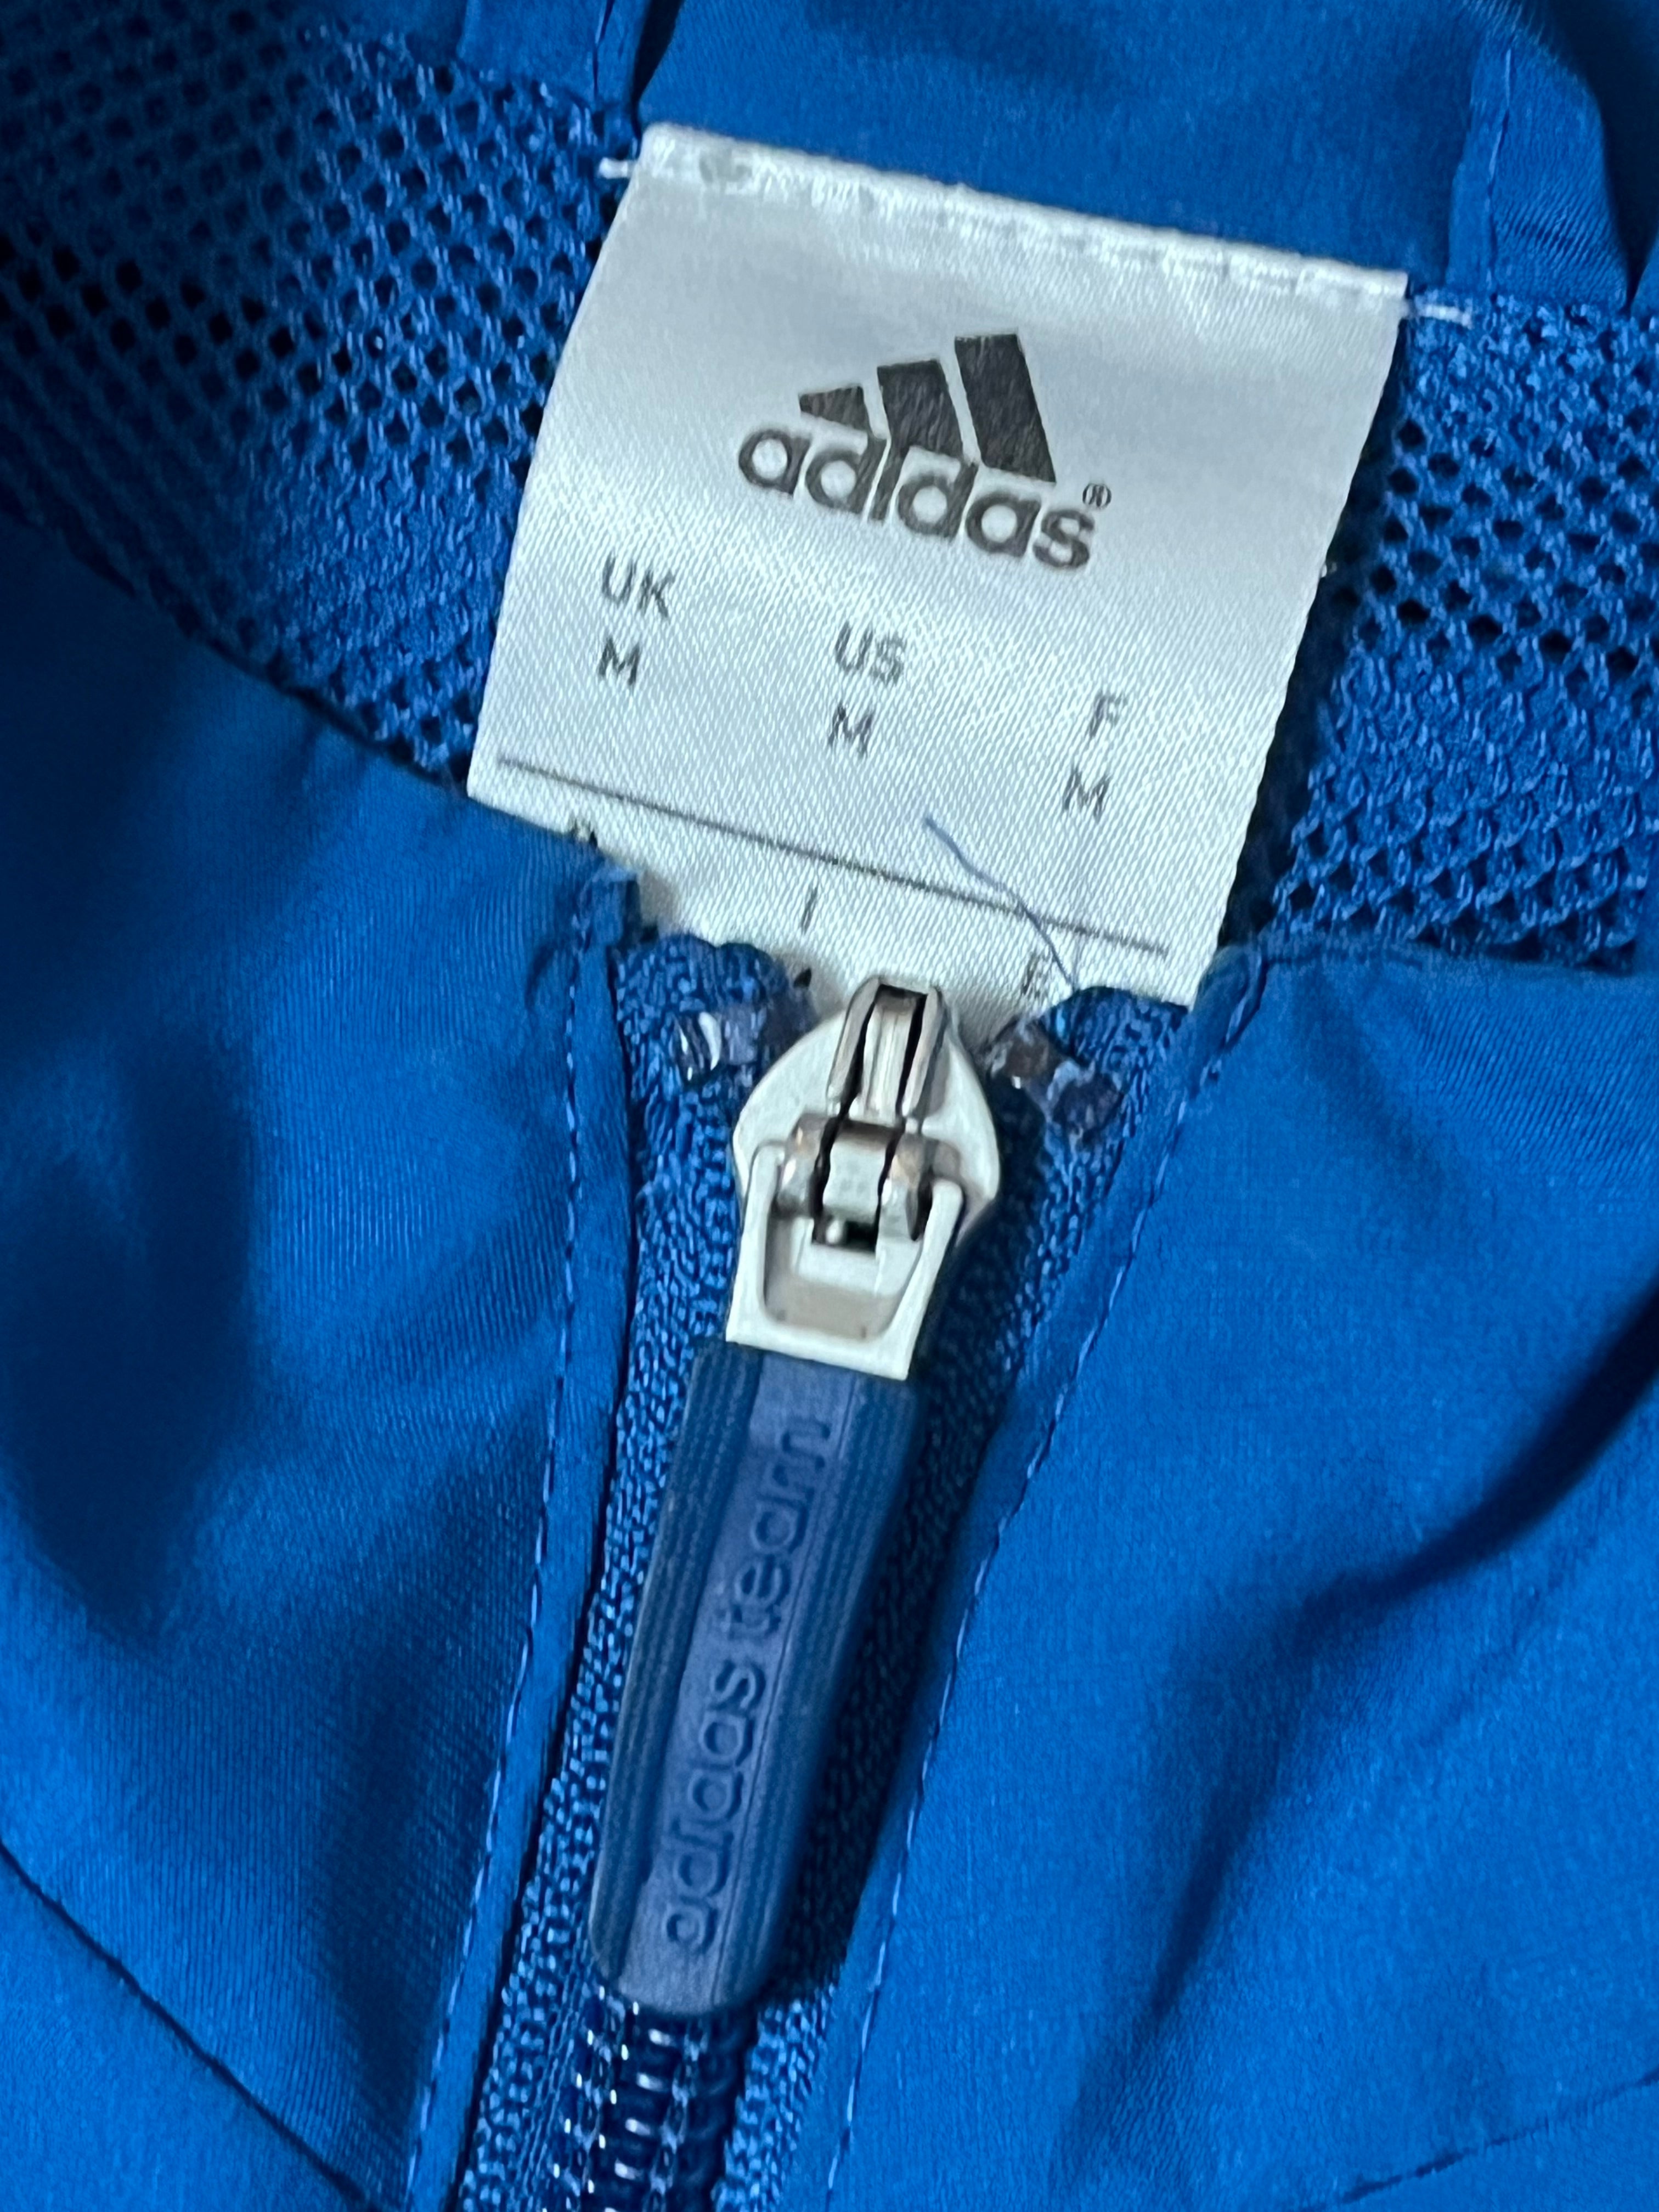 adidas®
UK US F
M M M
I E
adidas team